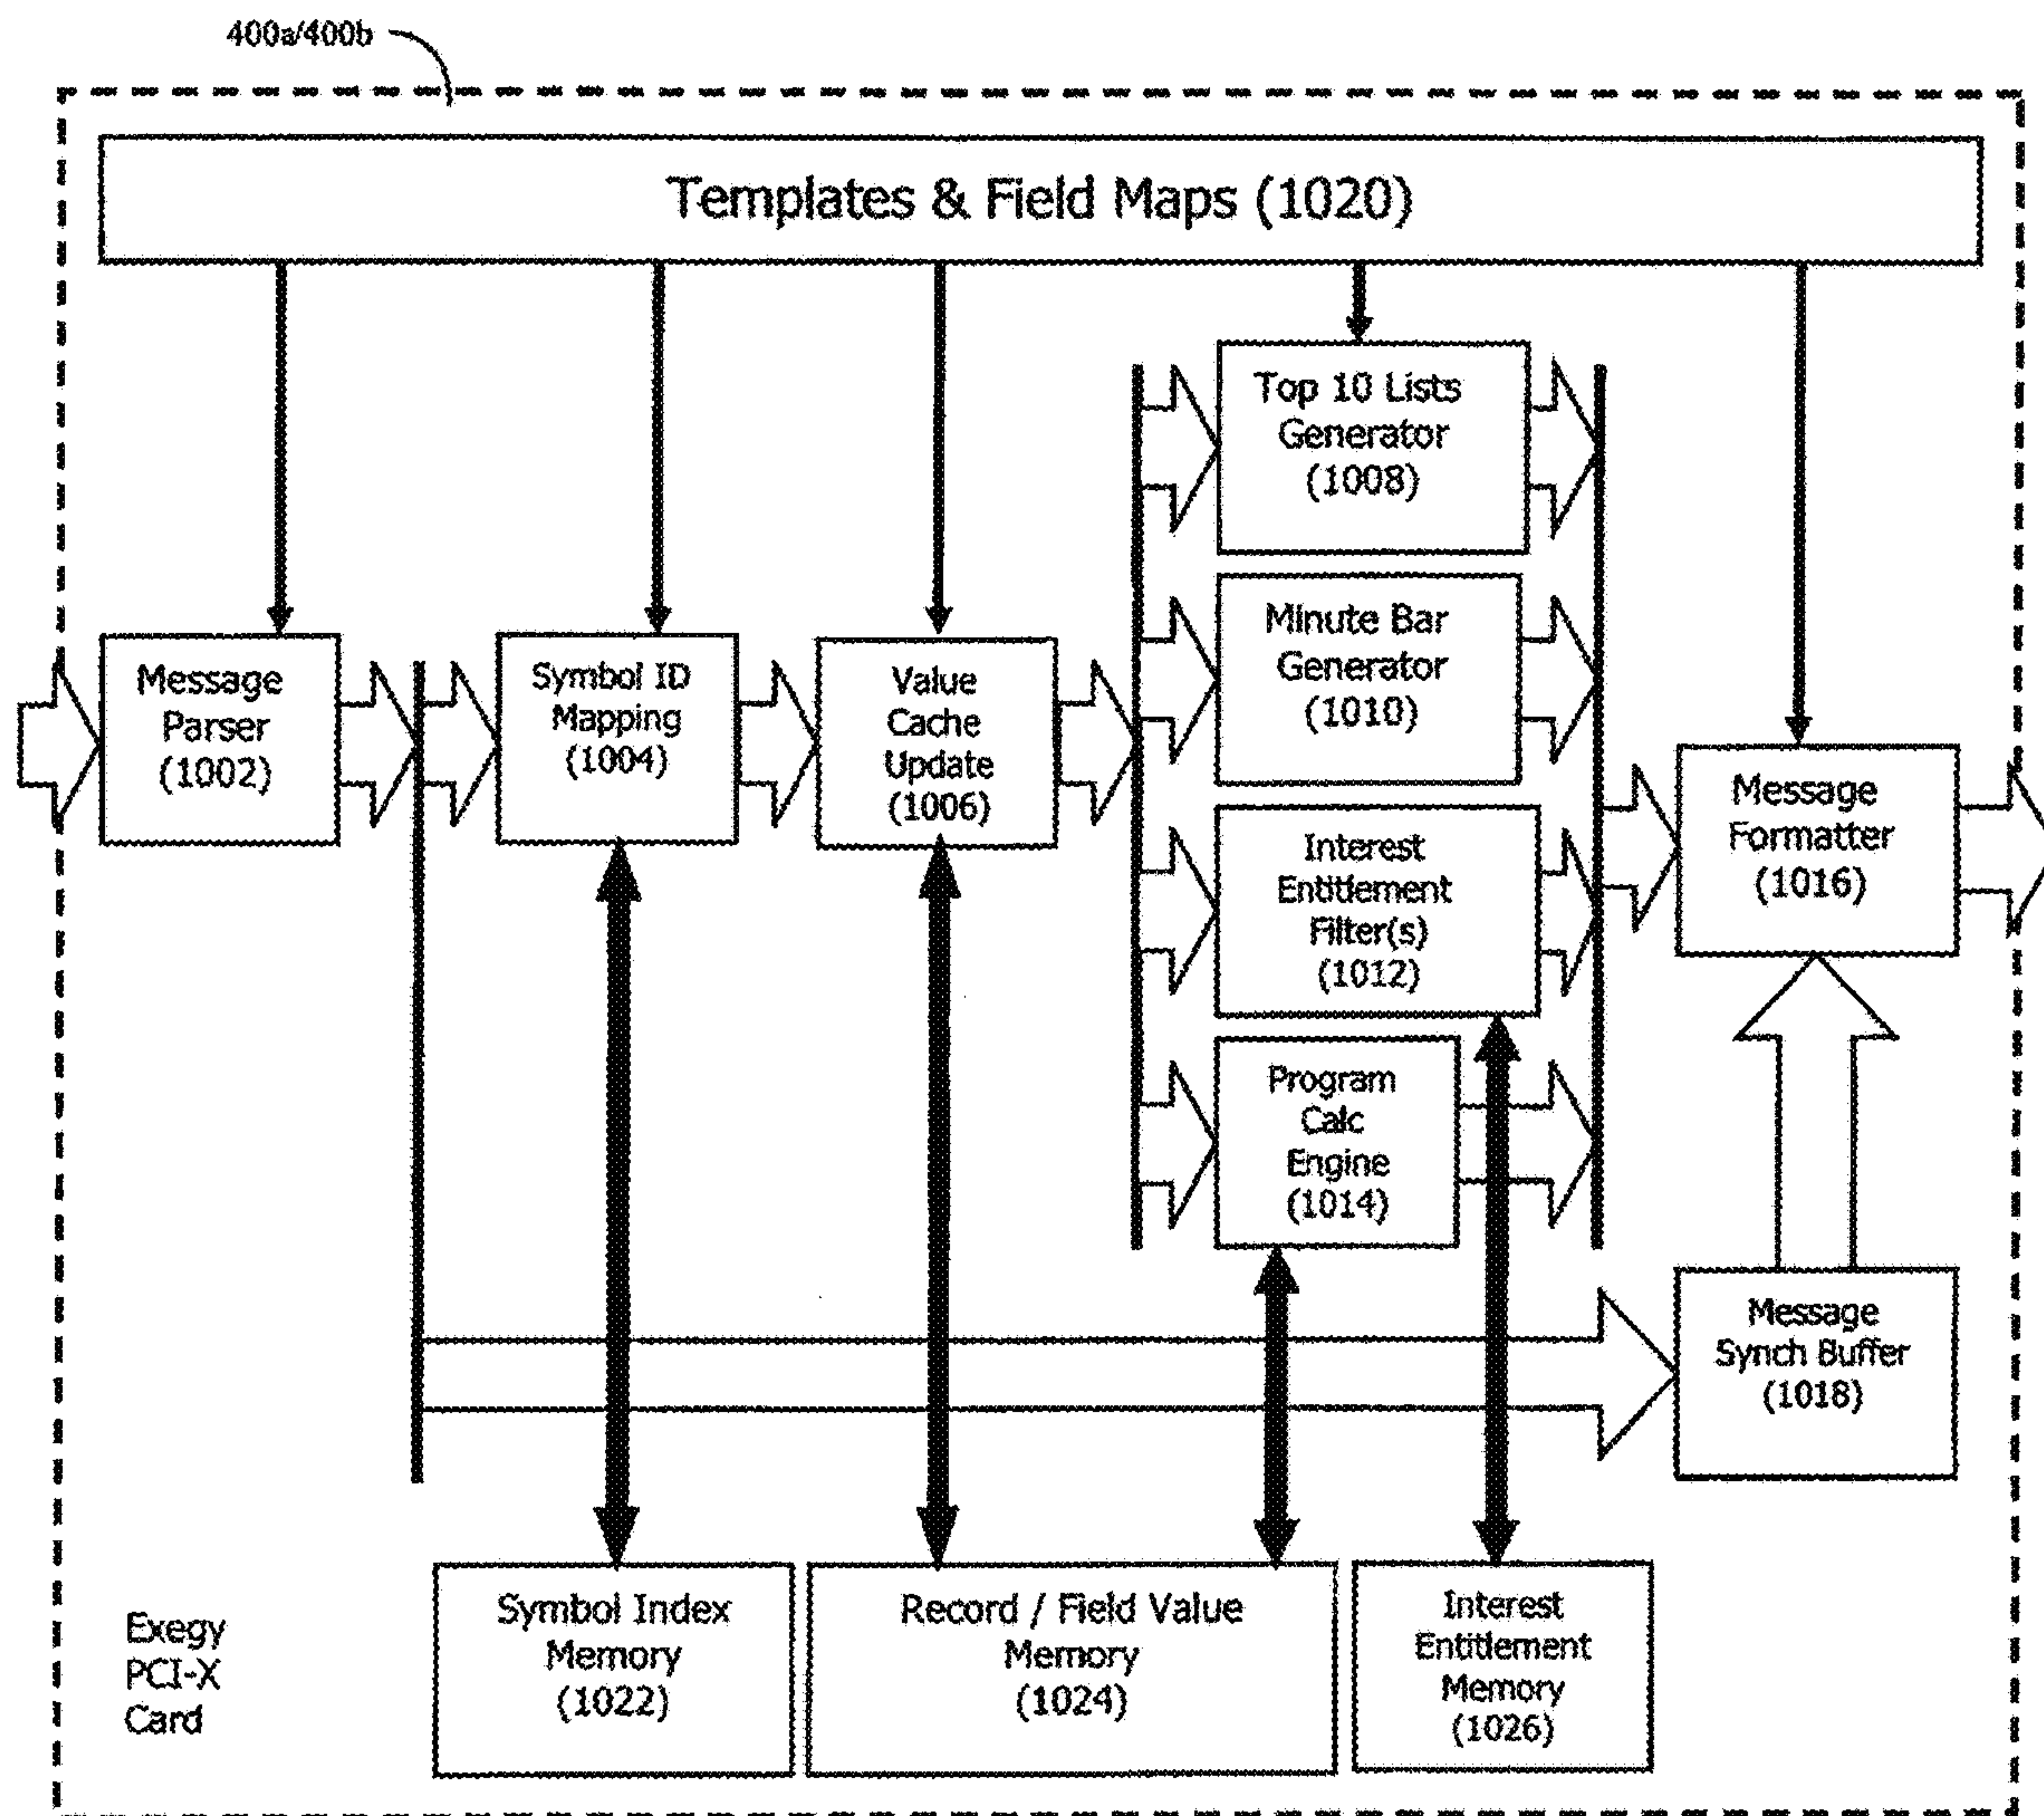 400a/400b
Templates & Field Maps (1020)
Top 10 Lists
Generator
(1008)
Minute Bar
Generator
(1010)
Message
Parser
(1002)
Symbol ID
Mapping
(1004)
Value
Cache
Update
(1006)
Interest
Entitlement
Filter(s)
(1012)
Message
Formatter
(1016)
Program
Calc
Engine
(1014)
Message
Synch Buffer
(1018)
Exegy
PCI-X
Card
Symbol Index
Memory
(1022)
Record / Field Value
Memory
(1024)
Interest
Entitlement
Memory
(1026)